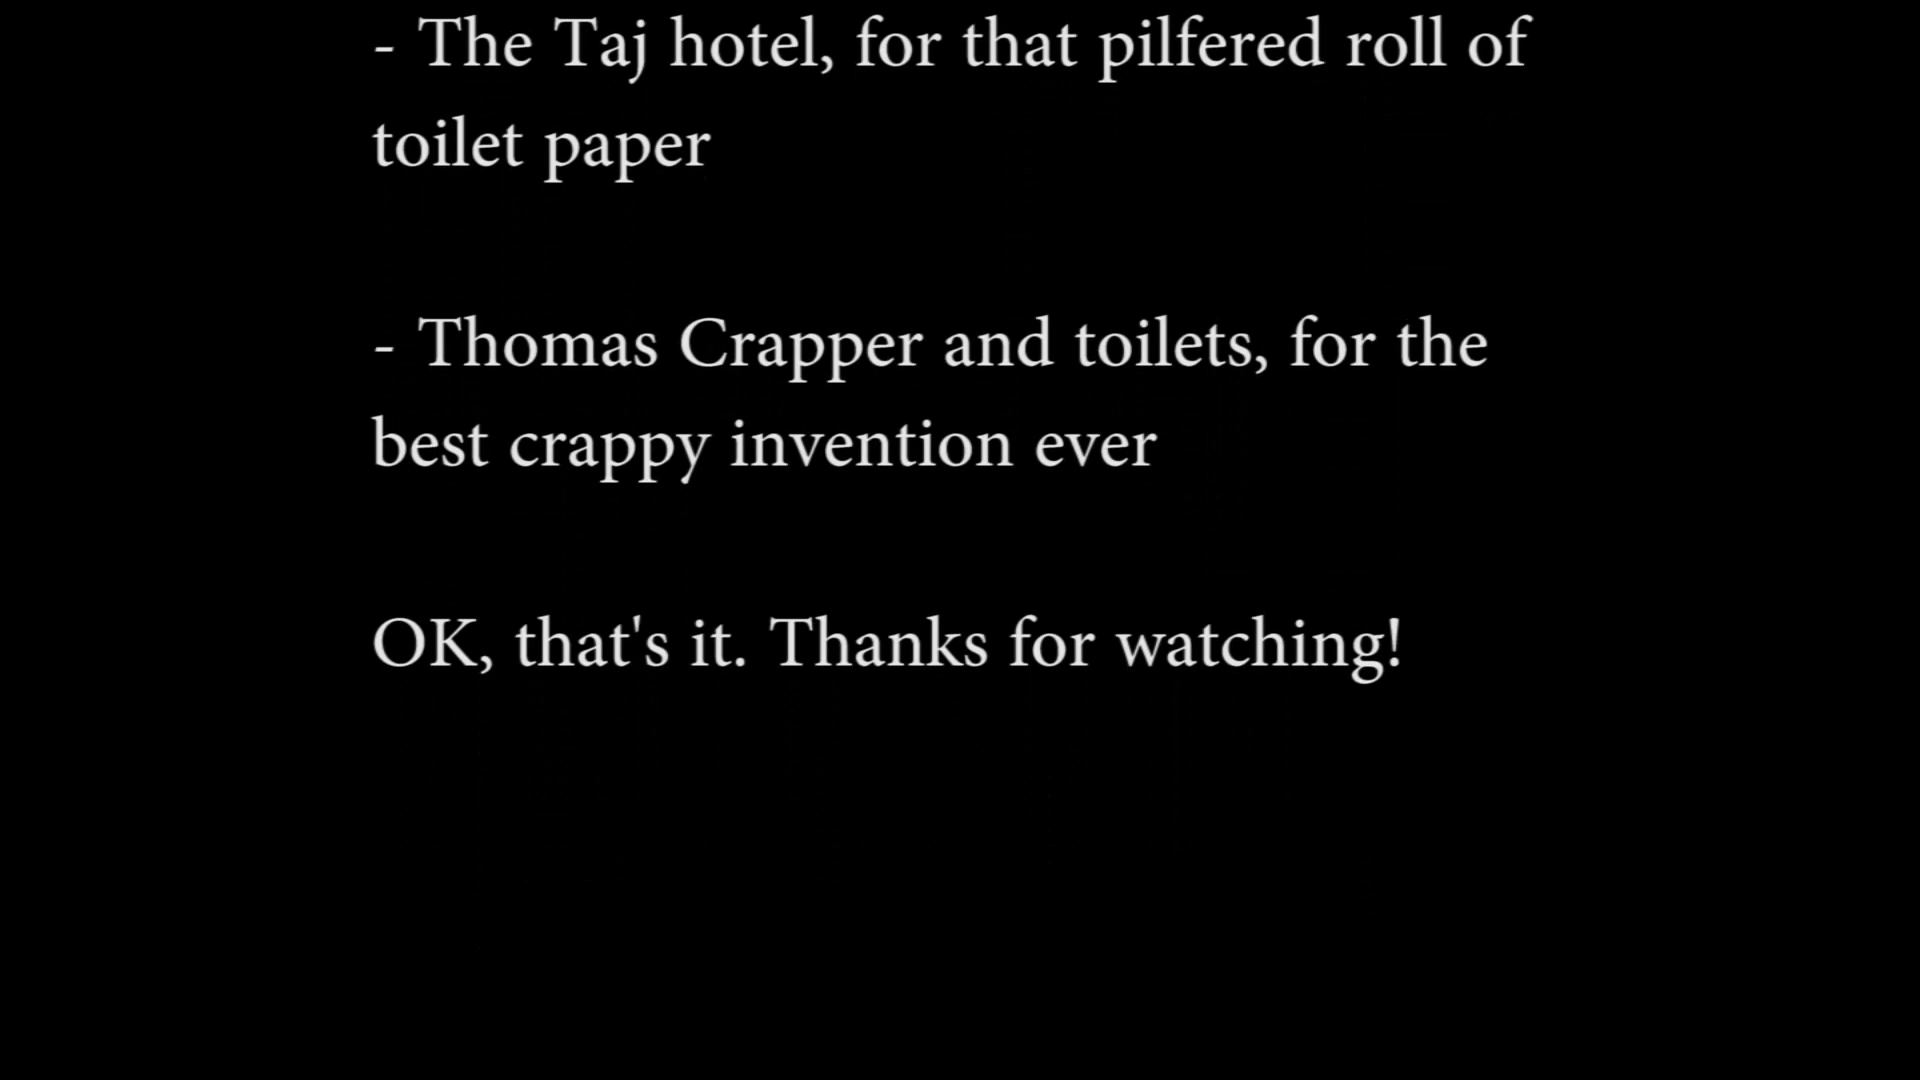 - The Taj hotel, for that pilfered roll of
toilet paper
- Thomas Crapper and toilets, for the
best crappy invention ever
OK, that's it. Thanks for watching!